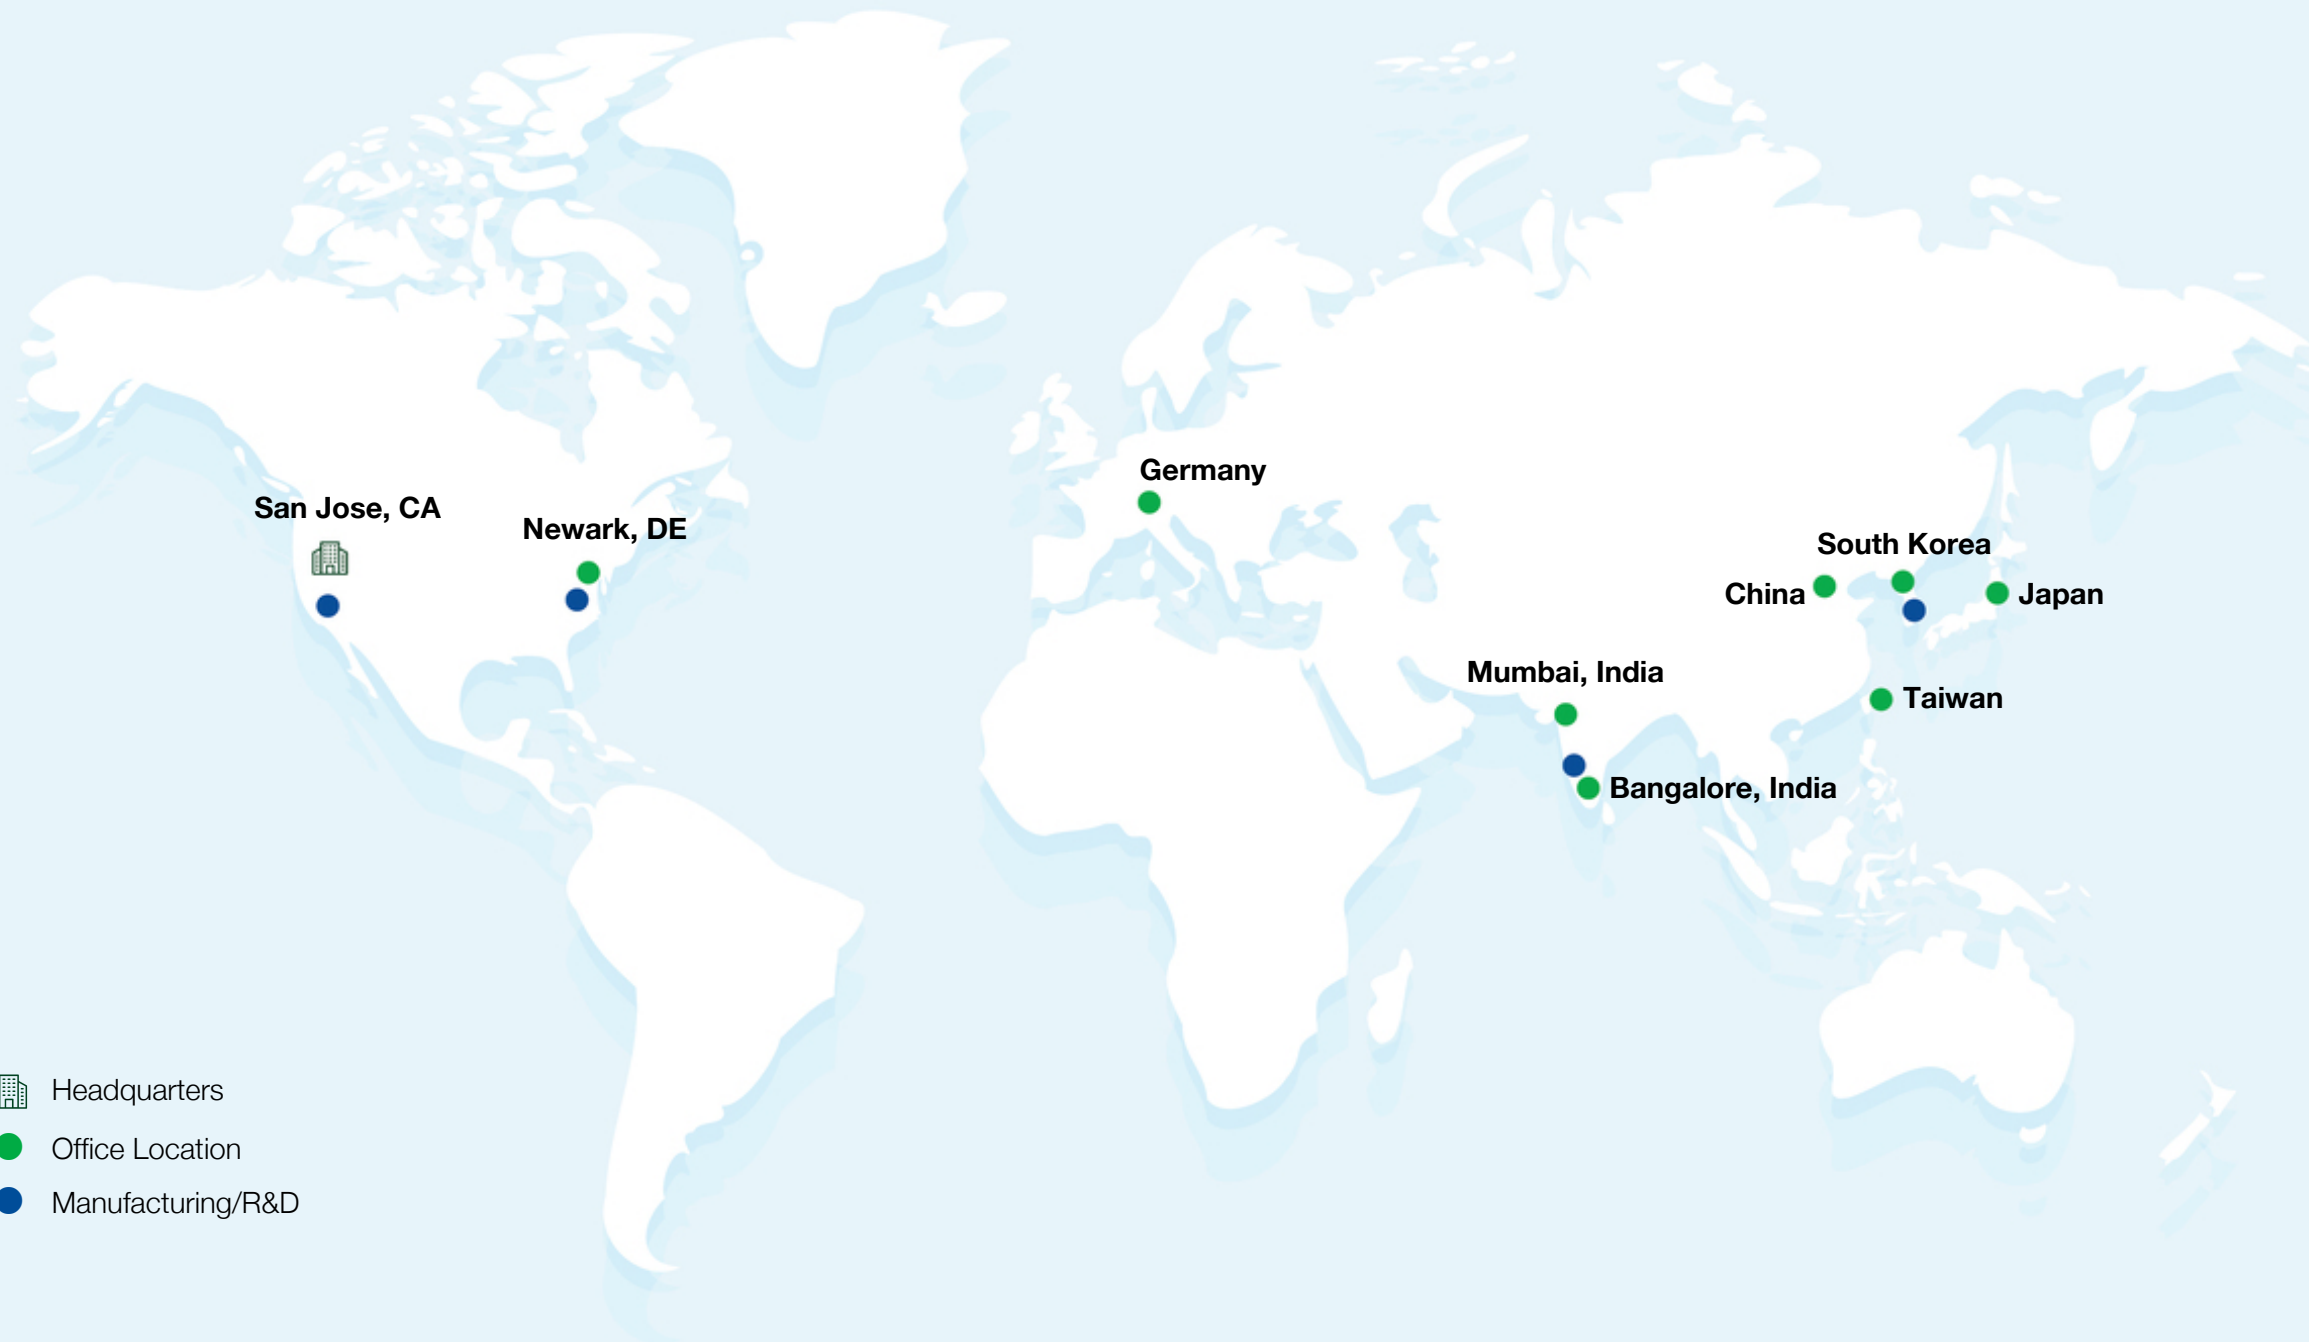 Germany
San Jose, CA
Newark, DE
South Korea
China
Japan
Mumbai, India
Taiwan
Bangalore, India
Headquarters
Office Location
Manufacturing/R&D